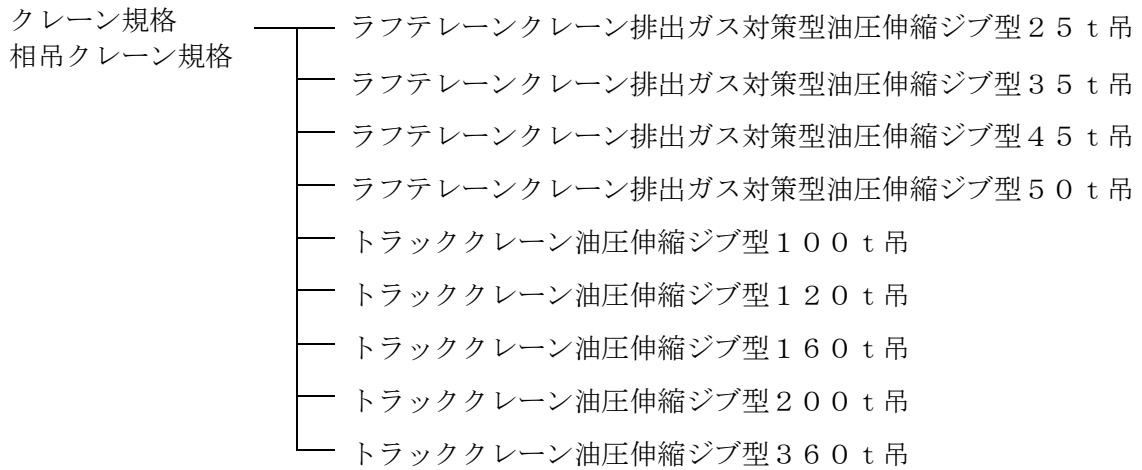 クレーン規格
相吊クレーン規格
ラフテレーンクレーン排出ガス対策型油圧伸縮ジブ型２５ｔ吊
ラフテレーンクレーン排出ガス対策型油圧伸縮ジブ型３５ｔ吊
ラフテレーンクレーン排出ガス対策型油圧伸縮ジブ型４５ｔ吊
ラフテレーンクレーン排出ガス対策型油圧伸縮ジブ型５０ｔ吊
トラッククレーン油圧伸縮ジブ型１００ｔ吊
トラッククレーン油圧伸縮ジブ型１２０ｔ吊
トラッククレーン油圧伸縮ジブ型１６０ｔ吊
トラッククレーン油圧伸縮ジブ型２００ｔ吊
トラッククレーン油圧伸縮ジブ型３６０ｔ吊